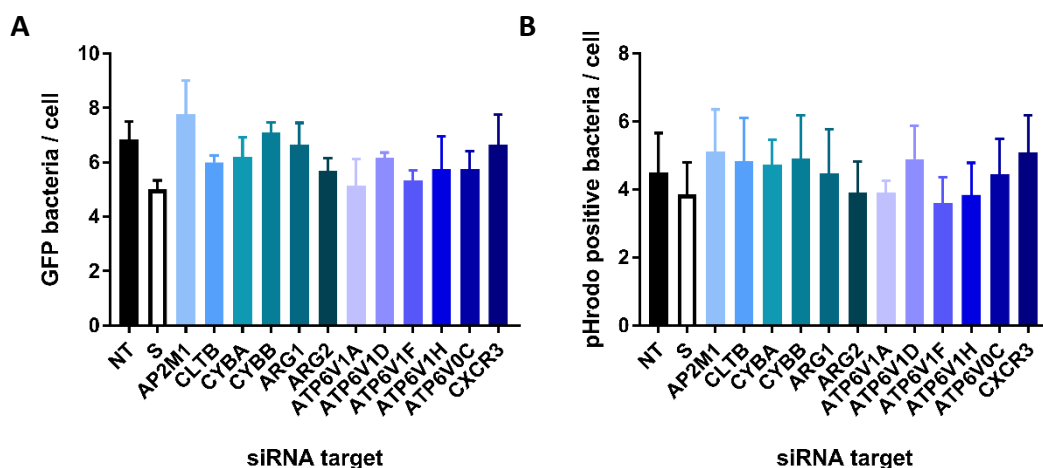 A
GFP bacteria / cell
10
8
6
4
2
0
NT
S
AP2M1
CLTB
CYBA
CYBB
ARG1
ARG2
ATP6V1A
ATP6V1D
ATP6V1F
ATP6V1H
ATP6V0C
CXCR3
siRNA target
B
pHrodo positive bacteria / cell
8
6
4
2
0
NT
S
AP2M1
CLTB
CYBA
CYBB
ARG1
ARG2
ATP6V1A
ATP6V1D
ATP6V1F
ATP6V1H
ATP6V0C
CXCR3
siRNA target